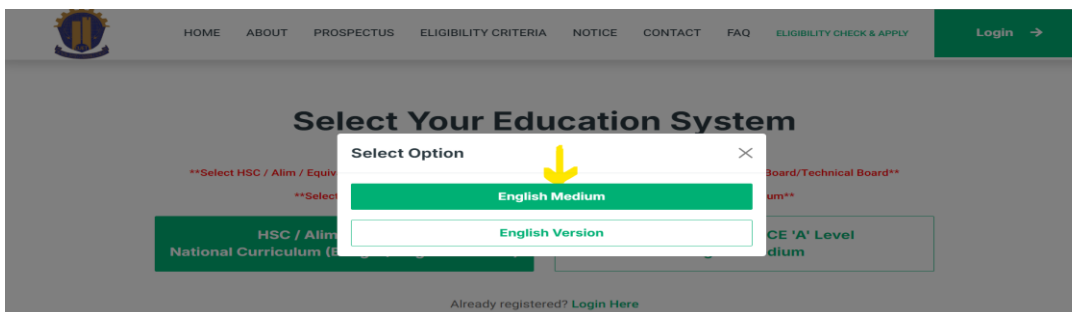 HOME ABOUT PROSPECTUS ELIGIBILITY CRITERIA NOTICE CONTACT FAQ ELIGIBILITY CHECK & APPLY Login →
Select Your Education System
Select Option
**Select HSC / Alim / Equiv Board/Technical Board**
English Medium
**Select um**
English Version
HSC / Alim CE 'A' Level
National Curriculum ( dium
Already registered? Login Here